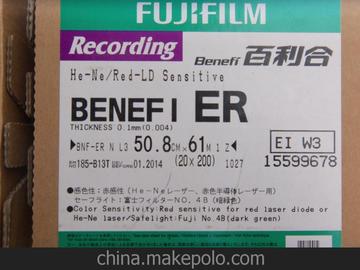 FUJIFILM
Recording
Benefi 百利合
He-Ne/Red-LD Sensitive
BENEFI ER
THICKNESS 0.1mm(0.004)
BNF-ER N L3 50.8CM×61M 1 Z
185-B13T 01.2014 (20×200) 1027
EI W3
15599678
●感色性:赤感性(He-Neレーザー、赤色半導体レーザー用)
セーフライト:富士フィルターNO. 4B(暗緑色)
●Color Sensitivity:Red sensitive for red laser diode or
He-Ne laser/Safelight:Fuji No.4B(dark green)
china.makepolo.com